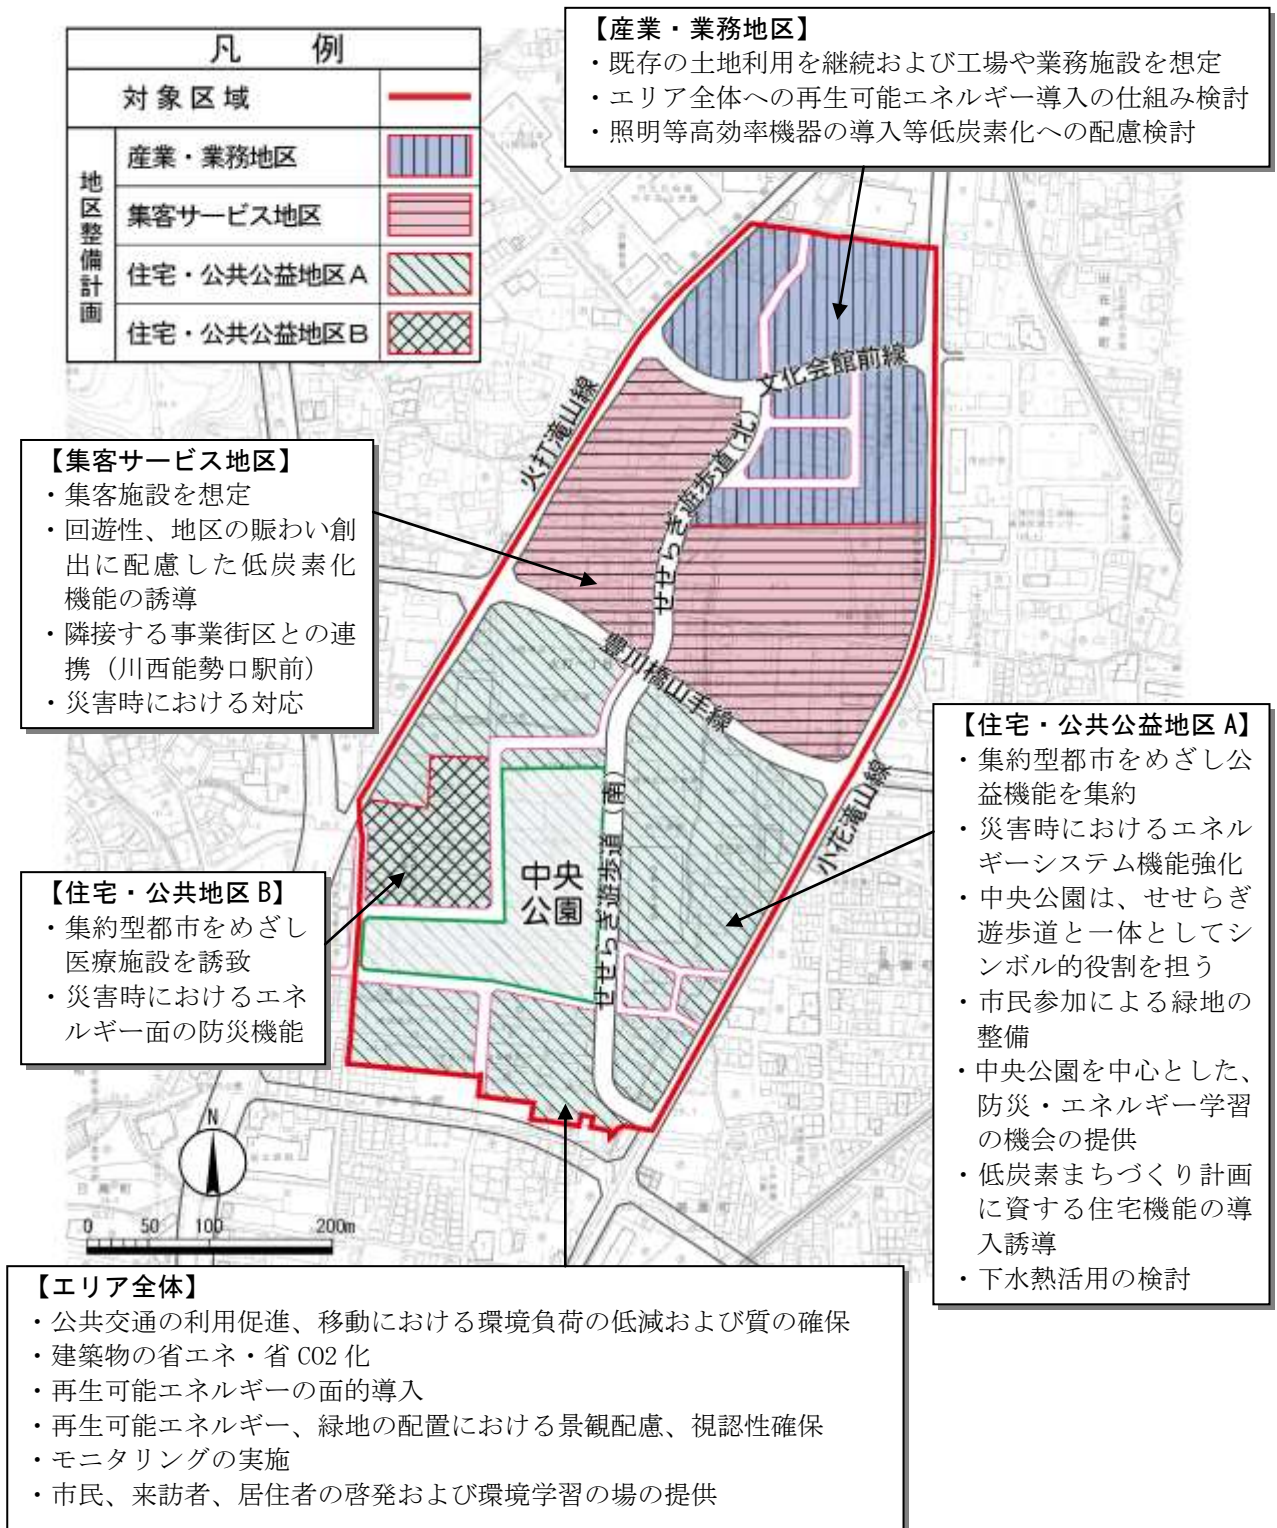 凡 例
対象区域
地区整備計画
産業・業務地区
集客サービス地区
住宅・公共公益地区A
住宅・公共公益地区B
【産業・業務地区】
・既存の土地利用を継続および工場や業務施設を想定
・エリア全体への再生可能エネルギー導入の仕組み検討
・照明等高効率機器の導入等低炭素化への配慮検討
文化会館前線
火打滝山線
せせらぎ遊歩道(北)
【集客サービス地区】
・集客施設を想定
・回遊性、地区の賑わい創
出に配慮した低炭素化
機能の誘導
・隣接する事業街区との連
携（川西能勢口駅前）
・災害時における対応
豊川橋山手線
小花滝山線
せせらぎ遊歩道(南)
中央
公園
【住宅・公共公益地区 A】
・集約型都市をめざし公
益機能を集約
・災害時におけるエネル
ギーシステム機能強化
・中央公園は、せせらぎ
遊歩道と一体としてシ
ンボル的役割を担う
・市民参加による緑地の
整備
・中央公園を中心とした、
防災・エネルギー学習
の機会の提供
・低炭素まちづくり計画
に資する住宅機能の導
入誘導
・下水熱活用の検討
【住宅・公共地区 B】
・集約型都市をめざし
医療施設を誘致
・災害時におけるエネ
ルギー面の防災機能
N
0 50 100 200m
【エリア全体】
・公共交通の利用促進、移動における環境負荷の低減および質の確保
・建築物の省エネ・省 CO2 化
・再生可能エネルギーの面的導入
・再生可能エネルギー、緑地の配置における景観配慮、視認性確保
・モニタリングの実施
・市民、来訪者、居住者の啓発および環境学習の場の提供